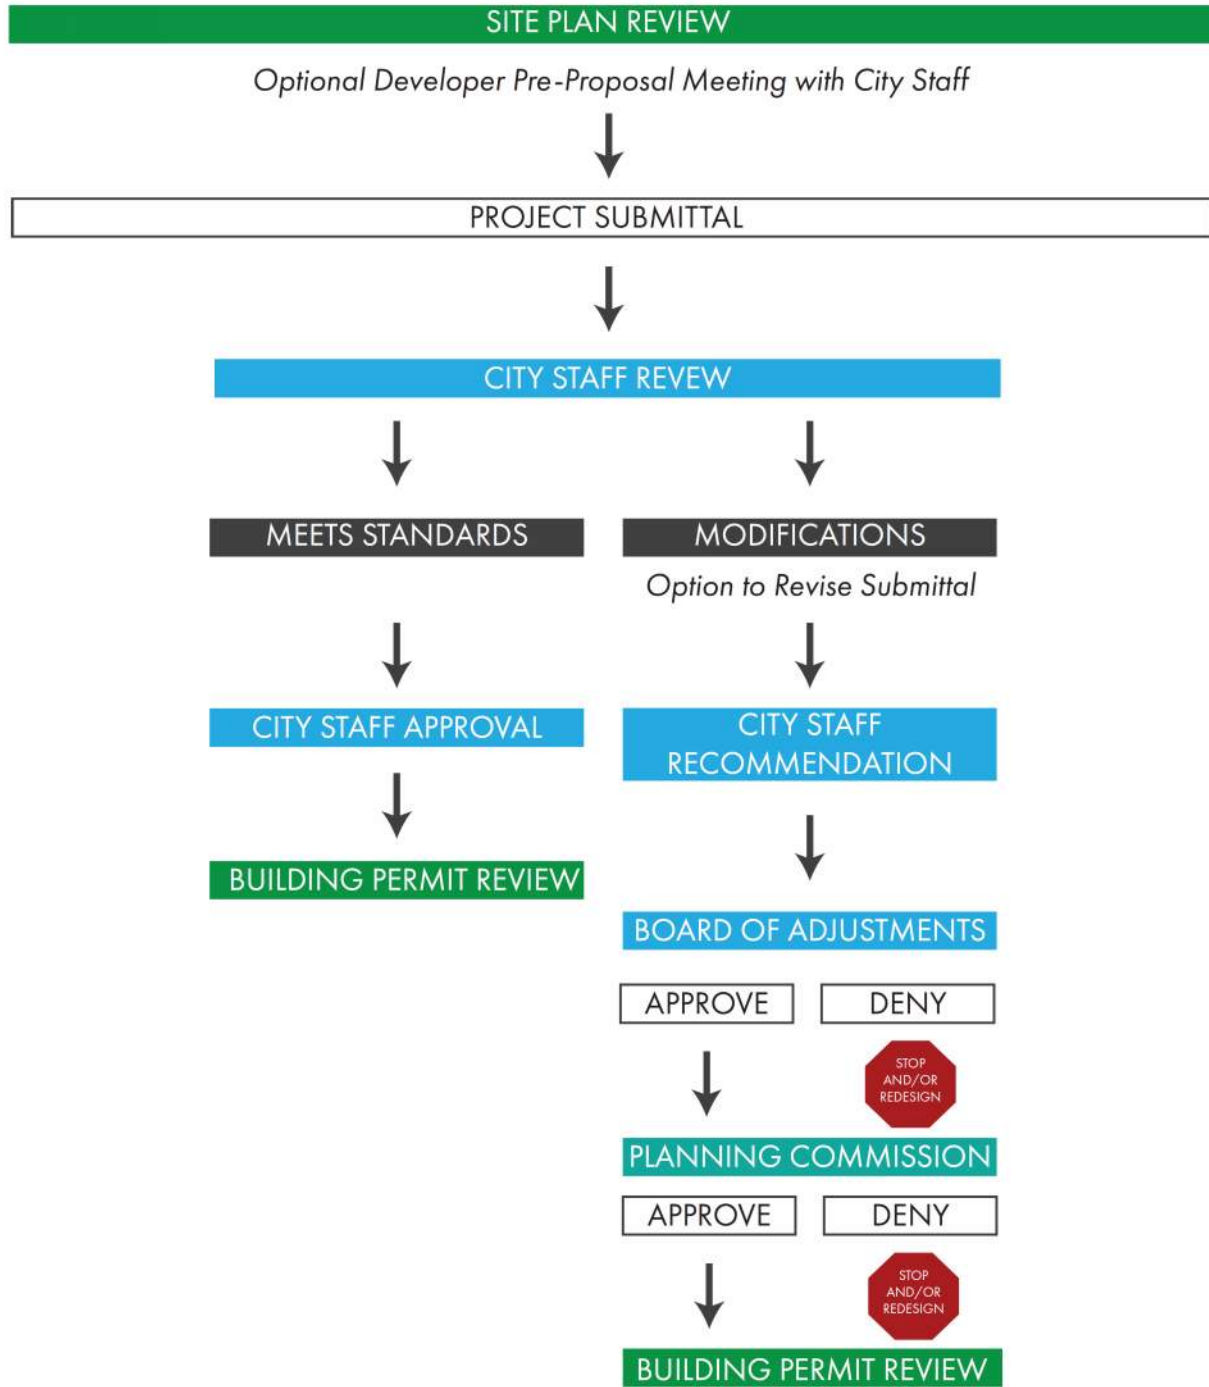 SITE PLAN REVIEW
Optional Developer Pre-Proposal Meeting with City Staff
PROJECT SUBMITTAL
CITY STAFF REVEW
MEETS STANDARDS
MODIFICATIONS
Option to Revise Submittal
CITY STAFF APPROVAL
CITY STAFF
RECOMMENDATION
BUILDING PERMIT REVIEW
BOARD OF ADJUSTMENTS
APPROVE
DENY
STOP
AND/OR
REDESIGN
PLANNING COMMISSION
APPROVE
DENY
STOP
AND/OR
REDESIGN
BUILDING PERMIT REVIEW